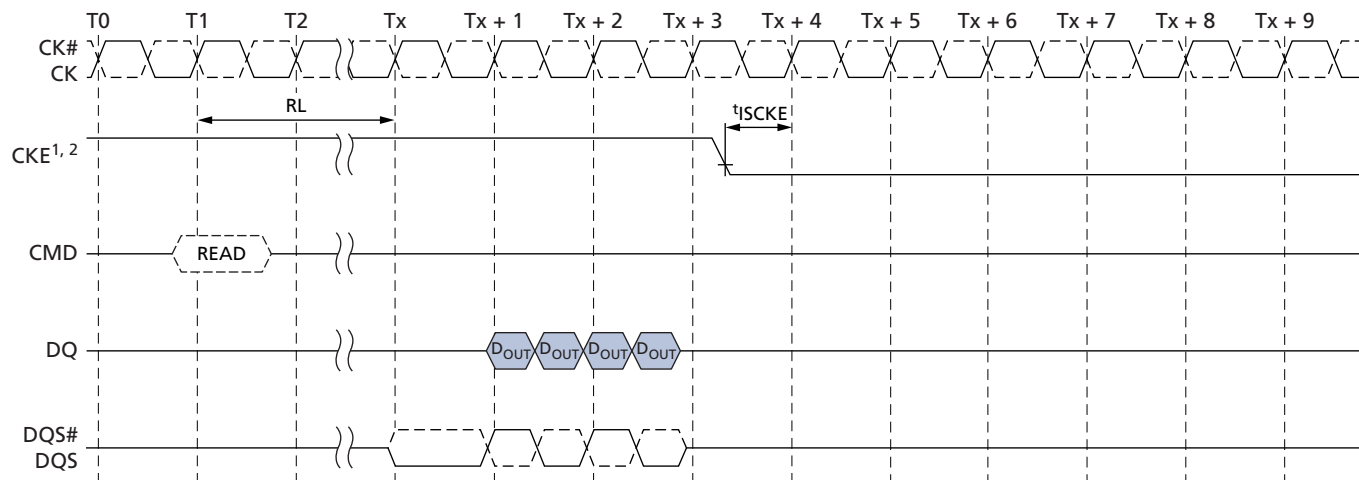 T0 T1 T2 Tx Tx + 1 Tx + 2 Tx + 3 Tx + 4 Tx + 5 Tx + 6 Tx + 7 Tx + 8 Tx + 9
CK#
CK
RL
tISCKE
CKE1, 2
CMD READ
DQ DOUT DOUT DOUT DOUT
DQS#
DQS